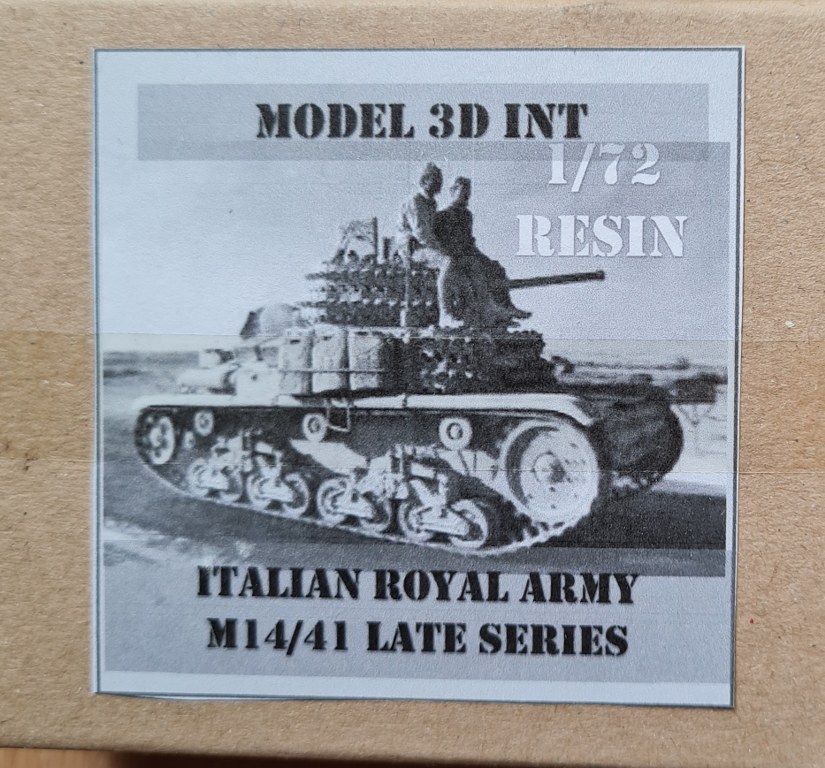 MODEL 3D INT
1/72
RESIN
ITALIAN ROYAL ARMY
M14/41 LATE SERIES